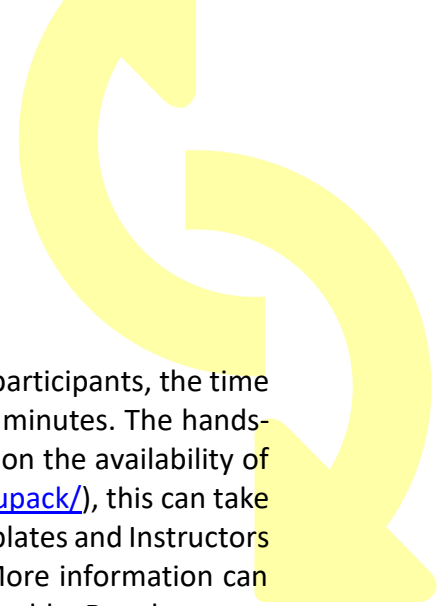 participants, the time
minutes. The hands-
on the availability of
upack/), this can take
plates and Instructors
More information can